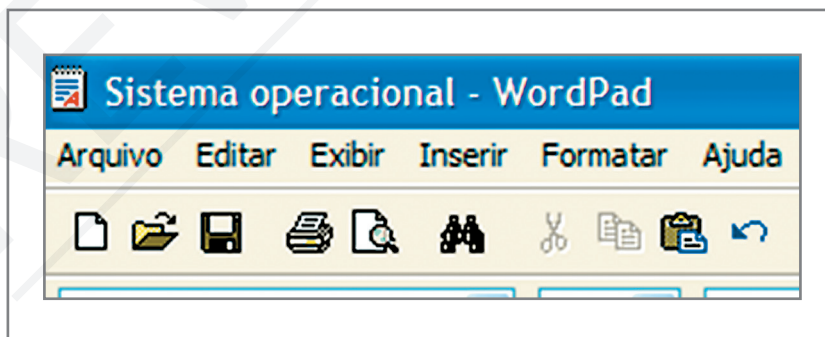 Sistema operacional - WordPad
Arquivo Editar Exibir Inserir Formatar Ajuda